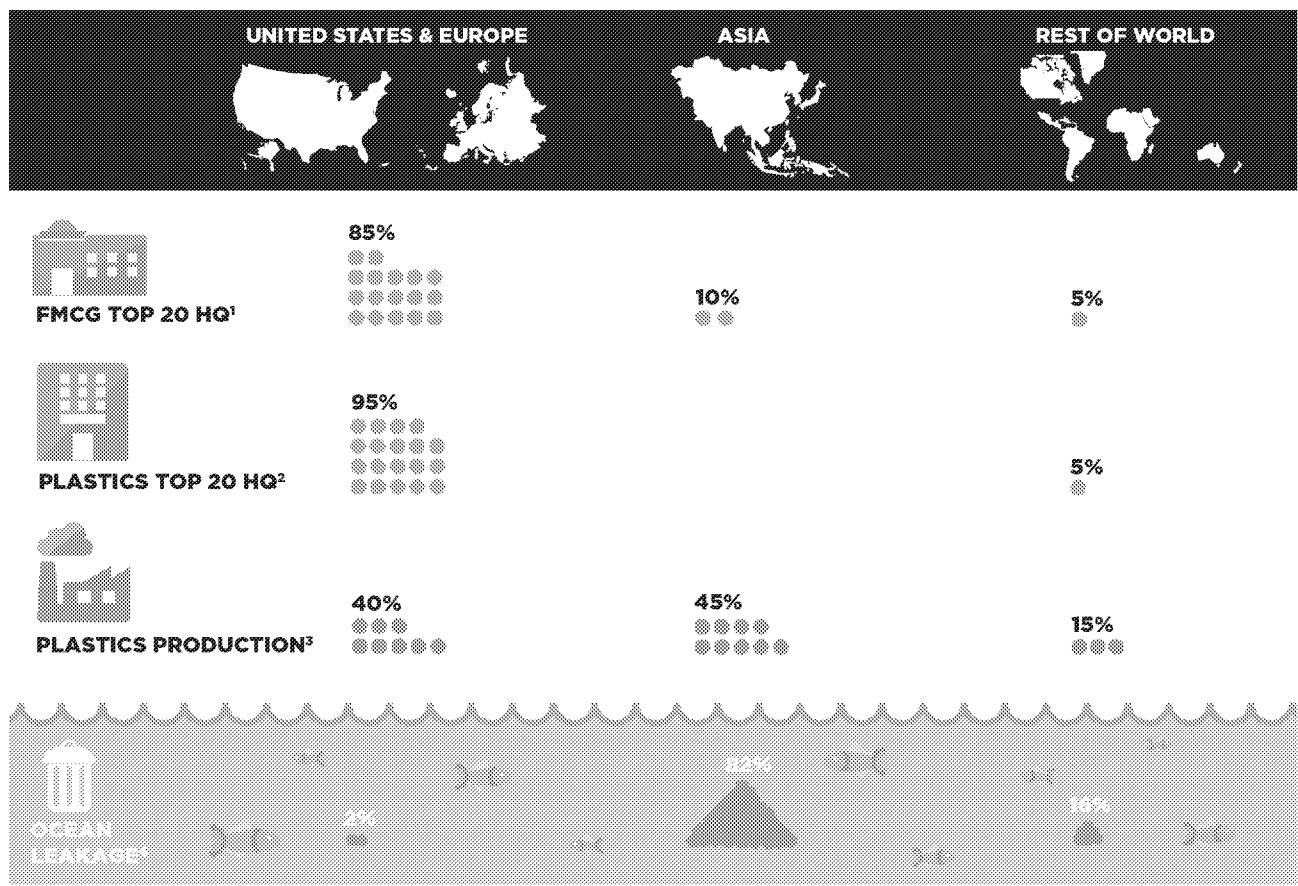 UNITED STATES & EUROPE ASIA REST OF WORLD
85%
10% 5%
FMCG TOP 20 HQ¹
95%
5%
PLASTICS TOP 20 HQ²
40% 45% 15%
PLASTICS PRODUCTION³
82%
2% 16%
OCEAN
LEAKAGE⁴